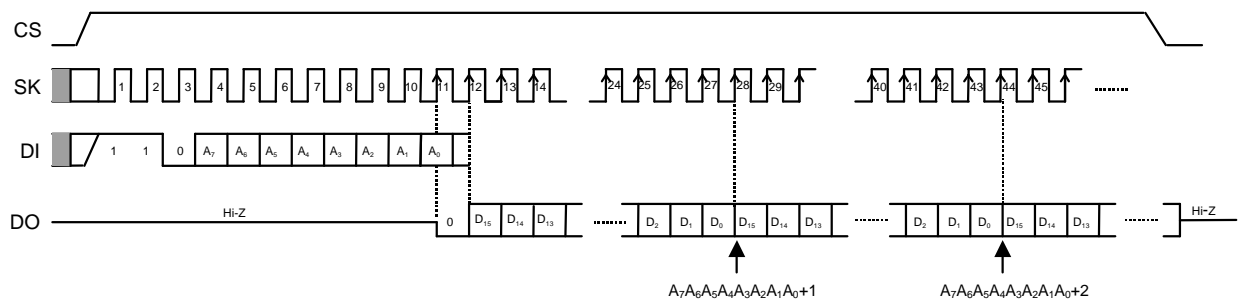 CS
SK 1 2 3 4 5 6 7 8 9 10 11 12 13 14 24 25 26 27 28 29 40 41 42 43 44 45
DI 1 1 0 A₇ A₆ A₅ A₄ A₃ A₂ A₁ A₀
Hi-Z Hi-Z
DO 0 D₁₅ D₁₄ D₁₃ D₂ D₁ D₀ D₁₅ D₁₄ D₁₃ D₂ D₁ D₀ D₁₅ D₁₄ D₁₃
A₇A₆A₅A₄A₃A₂A₁A₀+1 A₇A₆A₅A₄A₃A₂A₁A₀+2